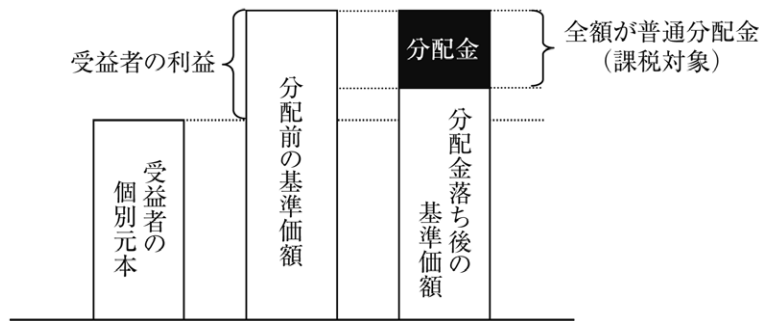 受益者の利益
分配金
全額が普通分配金
（課税対象）
受益者の
個別元本
分配前の基準価額
分配金落ち後の
基準価額